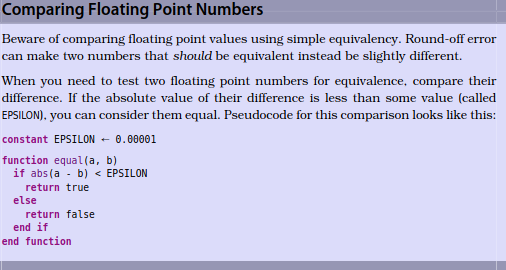 Comparing Floating Point Numbers
Beware of comparing floating point values using simple equivalency. Round-off error
can make two numbers that should be equivalent instead be slightly different.
When you need to test two floating point numbers for equivalence, compare their
difference. If the absolute value of their difference is less than some value (called
EPSILON), you can consider them equal. Pseudocode for this comparison looks like this:
constant EPSILON ← 0.00001
function equal(a, b)
if abs(a - b) < EPSILON
return true
else
return false
end if
end function